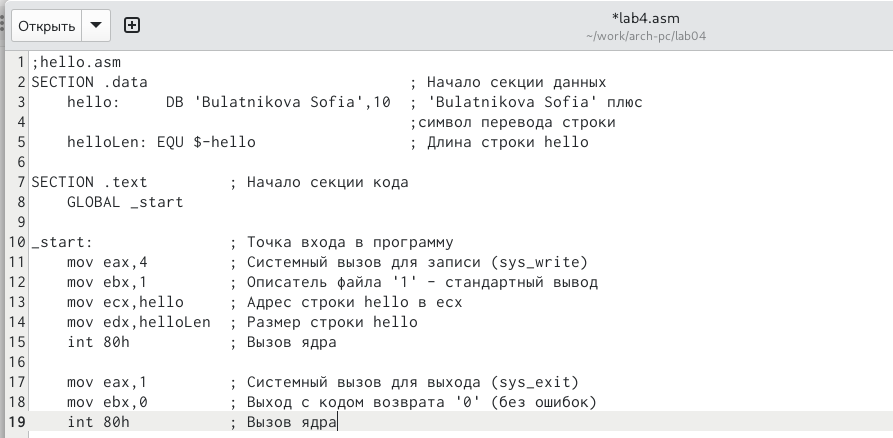 Открыть
*lab4.asm
~/work/arch-pc/lab04
1 ;hello.asm
2 SECTION .data                             ; Начало секции данных
3     hello:     DB 'Bulatnikova Sofia',10  ; 'Bulatnikova Sofia' плюс
4                                           ;символ перевода строки
5     helloLen: EQU $-hello                 ; Длина строки hello
6
7 SECTION .text         ; Начало секции кода
8     GLOBAL _start
9
10 _start:               ; Точка входа в программу
11     mov eax,4         ; Системный вызов для записи (sys_write)
12     mov ebx,1         ; Описатель файла '1' - стандартный вывод
13     mov ecx,hello     ; Адрес строки hello в ecx
14     mov edx,helloLen  ; Размер строки hello
15     int 80h           ; Вызов ядра
16
17     mov eax,1         ; Системный вызов для выхода (sys_exit)
18     mov ebx,0         ; Выход с кодом возврата '0' (без ошибок)
19     int 80h           ; Вызов ядра